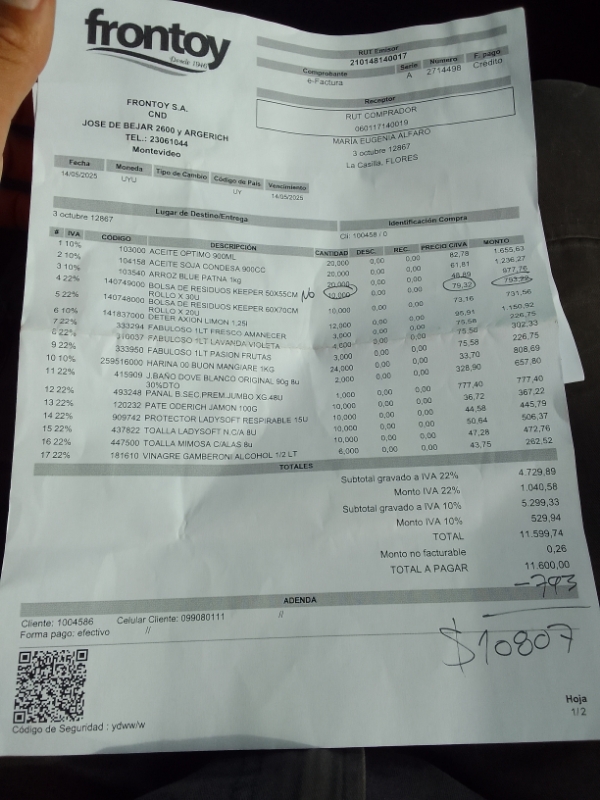 frontoy
Desde 1946
RUT Emisor
210148140017
Comprobante Serie Número F. pago
e-Factura A 2714498 Crédito
Receptor
RUT COMPRADOR
060117140019
MARÍA EUGENIA ALFARO
3 octubre 12867
La Casilla, FLORES
FRONTOY S.A.
CND
JOSE DE BEJAR 2600 y ARGERICH
TEL.: 23061044
Montevideo
Fecha Moneda Tipo de Cambio Código de País Vencimiento
14/05/2025 UYU UY 14/05/2025
Lugar de Destino/Entrega Identificación Compra
3 octubre 12867 Cli: 100458 / 0
# IVA CÓDIGO DESCRIPCIÓN CANTIDAD DESC. REC. PRECIO C/IVA MONTO
1 10% 103000 ACEITE OPTIMO 900ML 20,000 0,00 0,00 82,78 1.655,63
2 10% 104158 ACEITE SOJA CONDESA 900CC 20,000 0,00 0,00 61,81 1.236,27
3 10% 103540 ARROZ BLUE PATNA 1kg 20,000 0,00 0,00 48,89 977,76
4 22% 140749000 BOLSA DE RESIDUOS KEEPER 50X55CM ROLLO X 30U No 10,000 0,00 0,00 79,32 793,22
5 22% 140748000 BOLSA DE RESIDUOS KEEPER 60X70CM ROLLO X 20U 10,000 0,00 0,00 73,16 731,56
6 10% 141837000 DETER AXION LIMON 1,25l 12,000 0,00 0,00 95,91 1.150,92
7 22% 333294 FABULOSO 1LT FRESCO AMANECER 3,000 0,00 0,00 75,58 226,75
8 22% 310037 FABULOSO 1LT LAVANDA VIOLETA 4,000 0,00 0,00 75,58 302,33
9 22% 333950 FABULOSO 1LT PASION FRUTAS 3,000 0,00 0,00 75,58 226,75
10 10% 259516000 HARINA 00 BUON MANGIARE 1KG 24,000 0,00 0,00 33,70 808,69
11 22% 415909 J.BAÑO DOVE BLANCO ORIGINAL 90g 8u 30%DTO 2,000 0,00 0,00 328,90 657,80
12 22% 493248 PANAL B.SEC PREM.JUMBO XG.48U 1,000 0,00 0,00 777,40 777,40
13 22% 120232 PATE ODERICH JAMON 100G 10,000 0,00 0,00 36,72 367,22
14 22% 909742 PROTECTOR LADYSOFT RESPIRABLE 15U 10,000 0,00 0,00 44,58 445,79
15 22% 437822 TOALLA LADYSOFT N.C/A 8U 10,000 0,00 0,00 50,64 506,37
16 22% 447500 TOALLA MIMOSA C/ALAS 8u 10,000 0,00 0,00 47,28 472,76
17 22% 181610 VINAGRE GAMBERONI ALCOHOL 1/2 LT 6,000 0,00 0,00 43,75 262,52
TOTALES
Subtotal gravado a IVA 22% 4.729,89
Monto IVA 22% 1.040,58
Subtotal gravado a IVA 10% 5.299,33
Monto IVA 10% 529,94
TOTAL 11.599,74
Monto no facturable 0,26
TOTAL A PAGAR 11.600,00
-793
ADENDA
Cliente: 1004586 Celular Cliente: 099080111 //
Forma pago: efectivo //
$10807
Código de Seguridad : ydww/w
Hoja
1/2